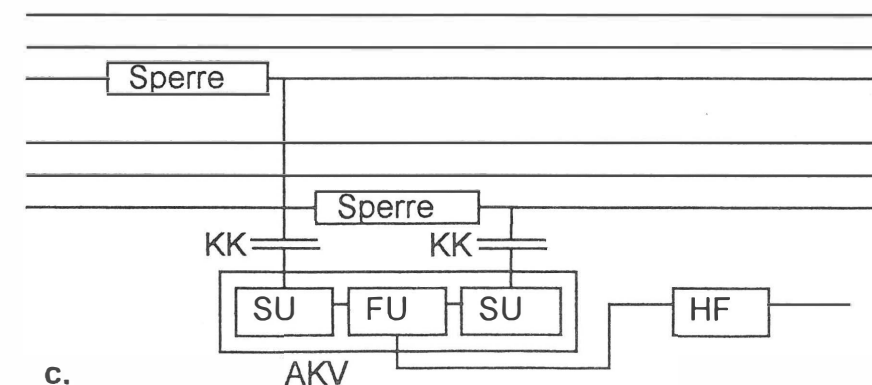 Sperre
Sperre
KK KK
SU FU SU HF
c. AKV